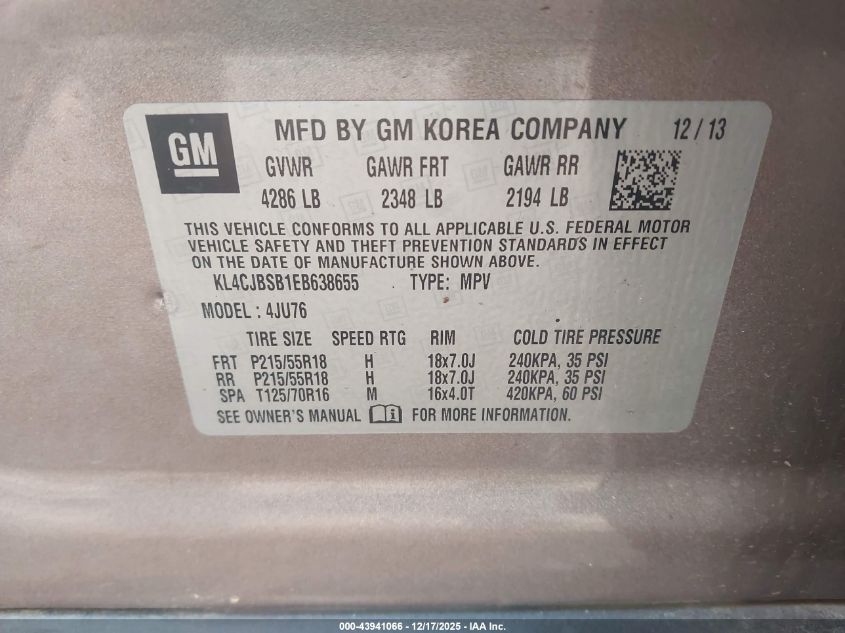 GM
MFD BY GM KOREA COMPANY 12 / 13
GVWR GAWR FRT GAWR RR
4286 LB 2348 LB 2194 LB
THIS VEHICLE CONFORMS TO ALL APPLICABLE U.S. FEDERAL MOTOR
VEHICLE SAFETY AND THEFT PREVENTION STANDARDS IN EFFECT
ON THE DATE OF MANUFACTURE SHOWN ABOVE.
KL4CJBSB1EB638655 TYPE: MPV
MODEL: 4JU76
TIRE SIZE SPEED RTG RIM COLD TIRE PRESSURE
FRT P215/55R18 H 18x7.0J 240KPA, 35 PSI
RR P215/55R18 H 18x7.0J 240KPA, 35 PSI
SPA T125/70R16 M 16x4.0T 420KPA, 60 PSI
SEE OWNER'S MANUAL i FOR MORE INFORMATION.
000-43941066 - 12/17/2025 - IAA Inc.